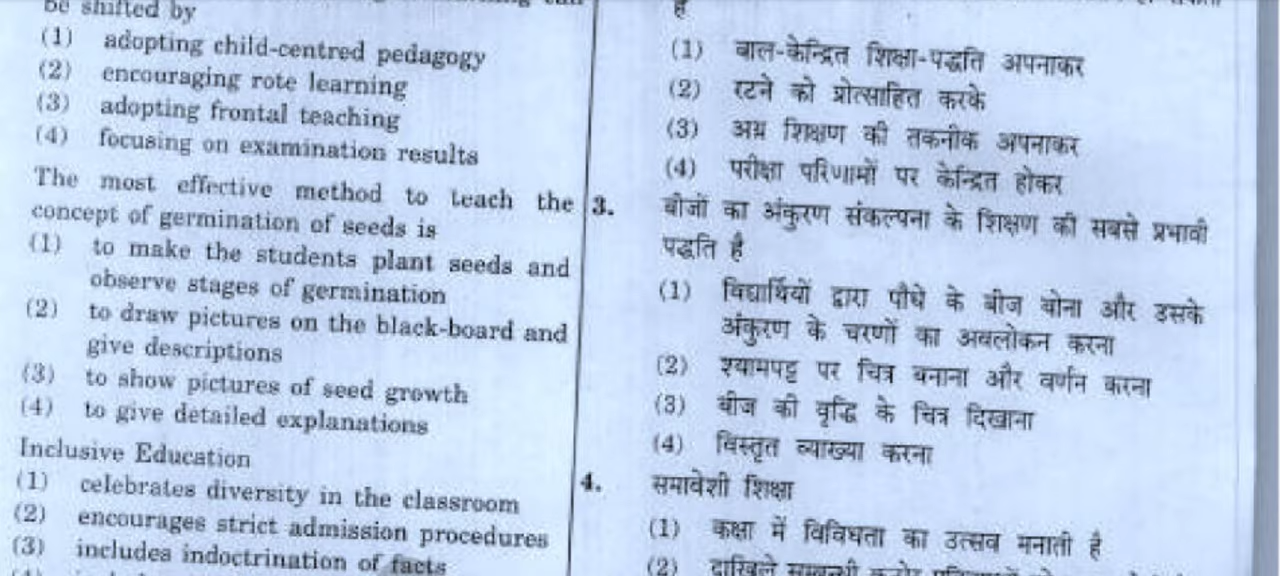 be shifted by
(1) adopting child-centred pedagogy
(2) encouraging rote learning
(3) adopting frontal teaching
(4) focusing on examination results
The most effective method to teach the
concept of germination of seeds is
(1) to make the students plant seeds and
observe stages of germination
(2) to draw pictures on the black-board and
give descriptions
(3) to show pictures of seed growth
(4) to give detailed explanations
Inclusive Education
(1) celebrates diversity in the classroom
(2) encourages strict admission procedures
(3) includes indoctrination of facts
है
(1) बाल-केन्द्रित शिक्षा-पद्धति अपनाकर
(2) रटने को प्रोत्साहित करके
(3) अग्र शिक्षण की तकनीक अपनाकर
(4) परीक्षा परिणामों पर केन्द्रित होकर
3. बीजों का अंकुरण संकल्पना के शिक्षण की सबसे प्रभावी
पद्धति है
(1) विद्यार्थियों द्वारा पौधे के बीज बोना और उसके
अंकुरण के चरणों का अवलोकन करना
(2) श्यामपट्ट पर चित्र बनाना और वर्णन करना
(3) बीज की वृद्धि के चित्र दिखाना
(4) विस्तृत व्याख्या करना
4. समावेशी शिक्षा
(1) कक्षा में विविधता का उत्सव मनाती है
(2) दाखिले सम्बन्धी कठोर